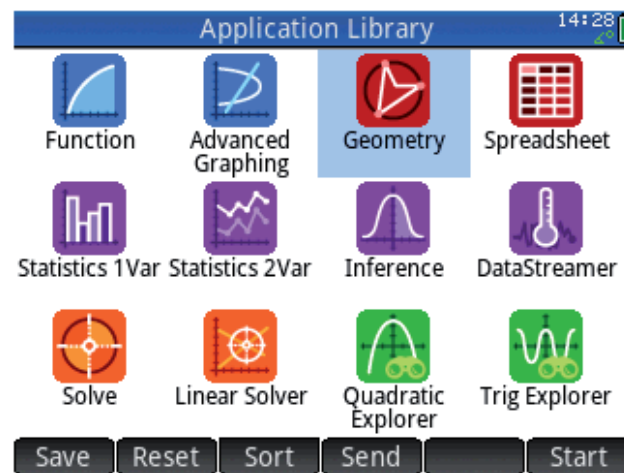 Application Library 14:28
Function Advanced Graphing Geometry Spreadsheet
Statistics 1Var Statistics 2Var Inference DataStreamer
Solve Linear Solver Quadratic Explorer Trig Explorer
Save Reset Sort Send Start